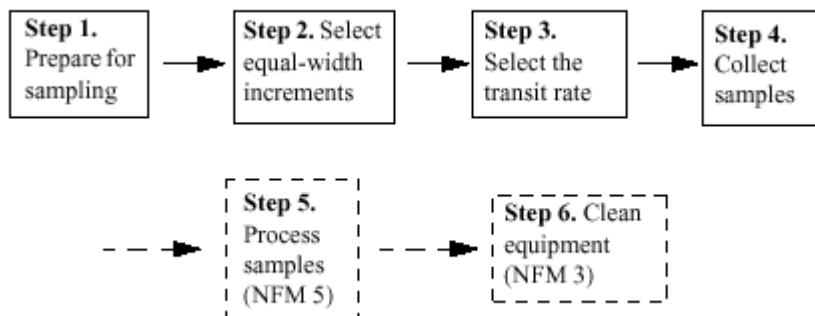 Step 1.
Prepare for
sampling
Step 2. Select
equal-width
increments
Step 3.
Select the
transit rate
Step 4.
Collect
samples
Step 5.
Process
samples
(NFM 5)
Step 6. Clean
equipment
(NFM 3)